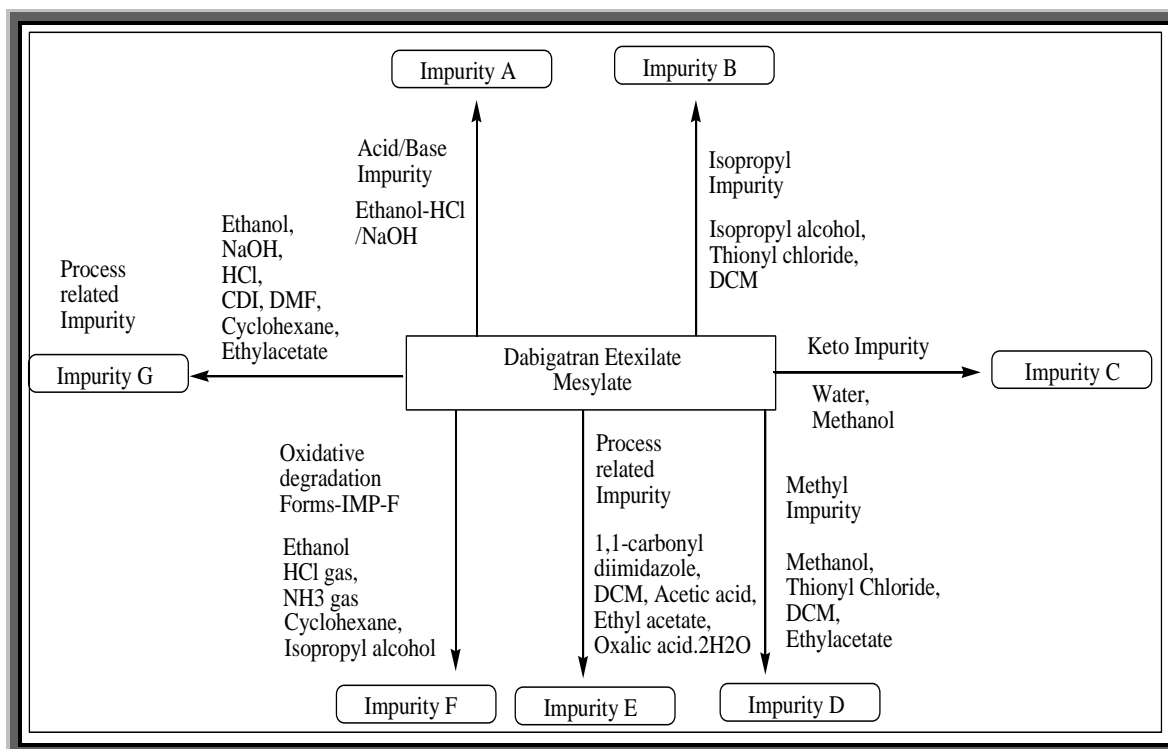 Impurity A
Impurity B
Acid/Base
Impurity
Ethanol-HCl
/NaOH
Isopropyl
Impurity
Isopropyl alcohol,
Thionyl chloride,
DCM
Process
related
Impurity
Ethanol,
NaOH,
HCl,
CDI, DMF,
Cyclohexane,
Ethylacetate
Impurity G
Dabigatran Etexilate
Mesylate
Keto Impurity
Water,
Methanol
Impurity C
Oxidative
degradation
Forms-IMP-F
Ethanol
HCl gas,
NH3 gas
Cyclohexane,
Isopropyl alcohol
Process
related
Impurity
1,1-carbonyl
diimidazole,
DCM, Acetic acid,
Ethyl acetate,
Oxalic acid.2H2O
Methyl
Impurity
Methanol,
Thionyl Chloride,
DCM,
Ethylacetate
Impurity F
Impurity E
Impurity D